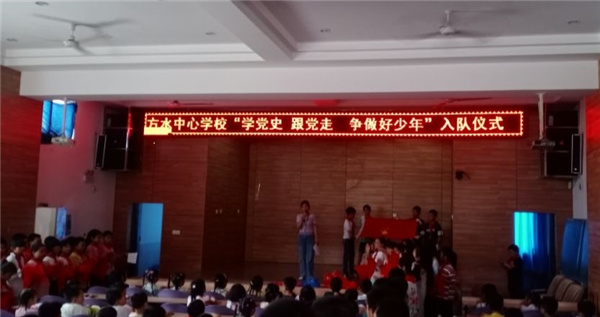 方水中心学校“学党史 跟党走 争做好少年”入队仪式